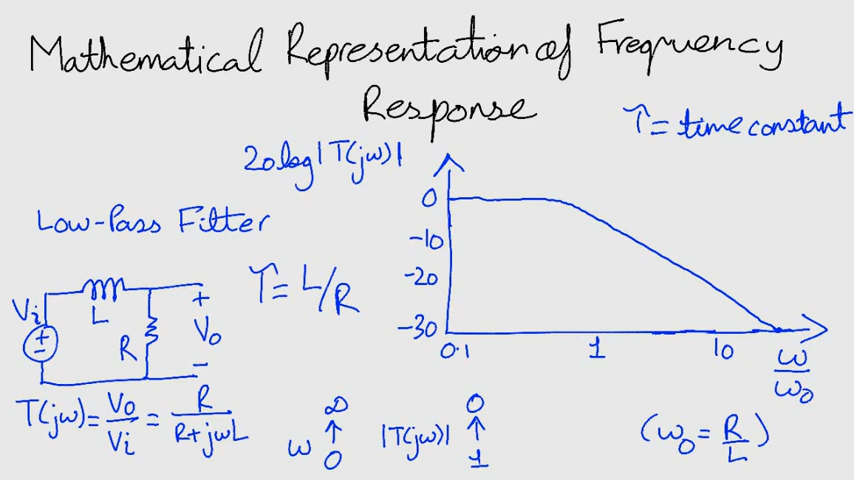 Mathematical Representation of Frequency
Response
τ = time constant
20log|T(jω)|
0
-10
-20
-30
0.1
1
10
ω/ω₀
Low-Pass Filter
Vi
+
-
L
R
+
Vo
-
τ = L/R
T(jω) = Vo/Vi = R/(R+jωL)
ω 0 ↑ ∞
|T(jω)| 1 ↑ 0
(ω₀ = R/L)